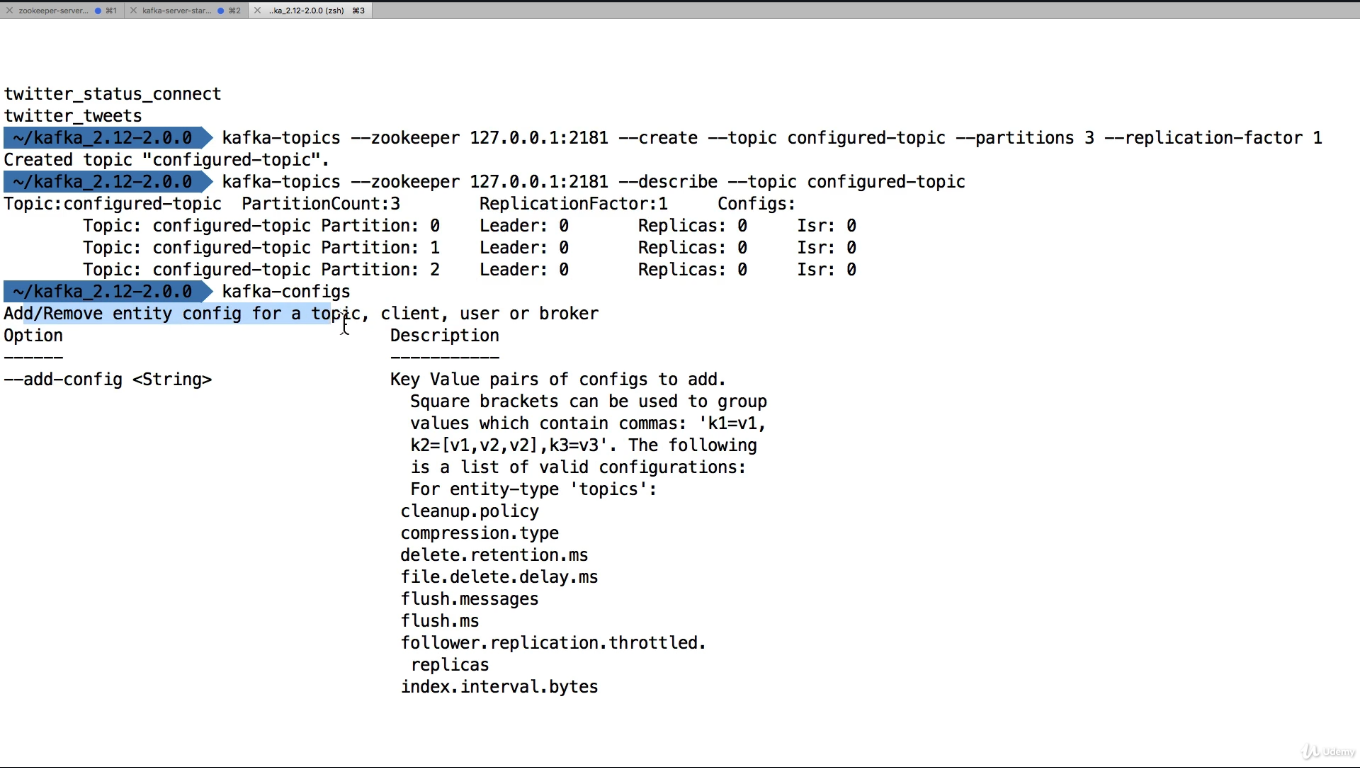 zookeeper-server... ⌘1 kafka-server-star... ⌘2 ..ka_2.12-2.0.0 (zsh) ⌘3
twitter_status_connect
twitter_tweets
~/kafka_2.12-2.0.0 kafka-topics --zookeeper 127.0.0.1:2181 --create --topic configured-topic --partitions 3 --replication-factor 1
Created topic "configured-topic".
~/kafka_2.12-2.0.0 kafka-topics --zookeeper 127.0.0.1:2181 --describe --topic configured-topic
Topic:configured-topic PartitionCount:3 ReplicationFactor:1 Configs:
Topic: configured-topic Partition: 0 Leader: 0 Replicas: 0 Isr: 0
Topic: configured-topic Partition: 1 Leader: 0 Replicas: 0 Isr: 0
Topic: configured-topic Partition: 2 Leader: 0 Replicas: 0 Isr: 0
~/kafka_2.12-2.0.0 kafka-configs
Add/Remove entity config for a topic, client, user or broker
Option Description
------ -----------
--add-config <String> Key Value pairs of configs to add.
Square brackets can be used to group
values which contain commas: 'k1=v1,
k2=[v1,v2,v2],k3=v3'. The following
is a list of valid configurations:
For entity-type 'topics':
cleanup.policy
compression.type
delete.retention.ms
file.delete.delay.ms
flush.messages
flush.ms
follower.replication.throttled.
replicas
index.interval.bytes
Udemy